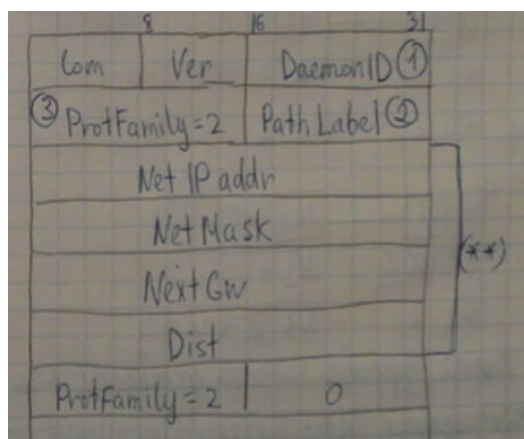 8 16 31
Com Ver DaemonID ①
③ ProtFamily=2 Path Label ②
Net IP addr
Net Mask
Next Gw
Dist
(**)
ProtFamily=2 0